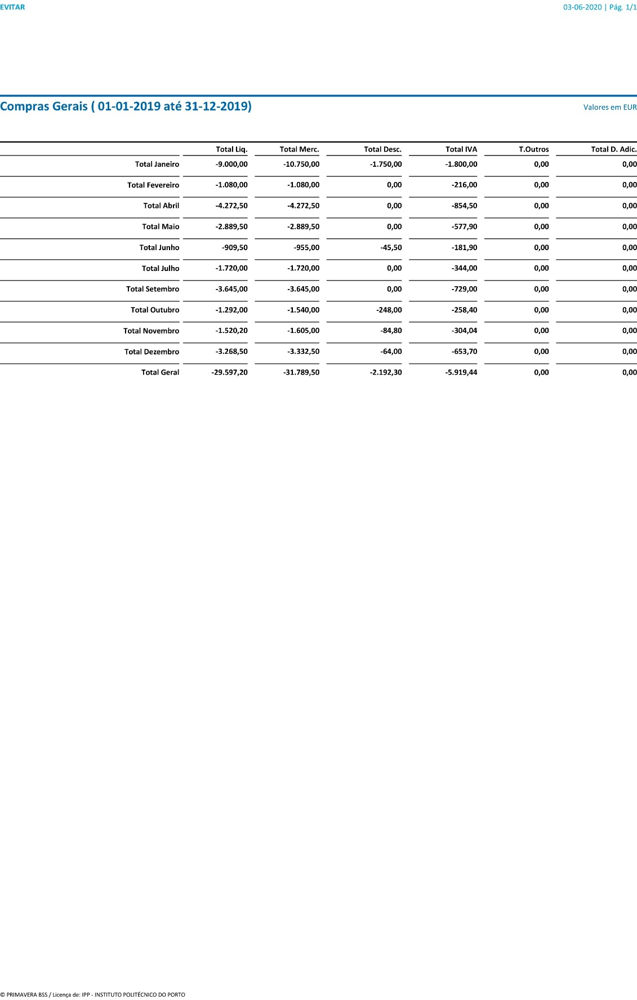 EVITAR 03-06-2020 | Pág. 1/1
Compras Gerais ( 01-01-2019 até 31-12-2019) Valores em EUR
Total Liq. Total Merc. Total Desc. Total IVA T.Outros Total D. Adic.
Total Janeiro -9.000,00 -10.750,00 -1.750,00 -1.800,00 0,00 0,00
Total Fevereiro -1.080,00 -1.080,00 0,00 -216,00 0,00 0,00
Total Abril -4.272,50 -4.272,50 0,00 -854,50 0,00 0,00
Total Maio -2.889,50 -2.889,50 0,00 -577,90 0,00 0,00
Total Junho -909,50 -955,00 -45,50 -181,90 0,00 0,00
Total Julho -1.720,00 -1.720,00 0,00 -344,00 0,00 0,00
Total Setembro -3.645,00 -3.645,00 0,00 -729,00 0,00 0,00
Total Outubro -1.292,00 -1.540,00 -248,00 -258,40 0,00 0,00
Total Novembro -1.520,20 -1.605,00 -84,80 -304,04 0,00 0,00
Total Dezembro -3.268,50 -3.332,50 -64,00 -653,70 0,00 0,00
Total Geral -29.597,20 -31.789,50 -2.192,30 -5.919,44 0,00 0,00
© PRIMAVERA BSS / Licença de: IPP - INSTITUTO POLITÉCNICO DO PORTO